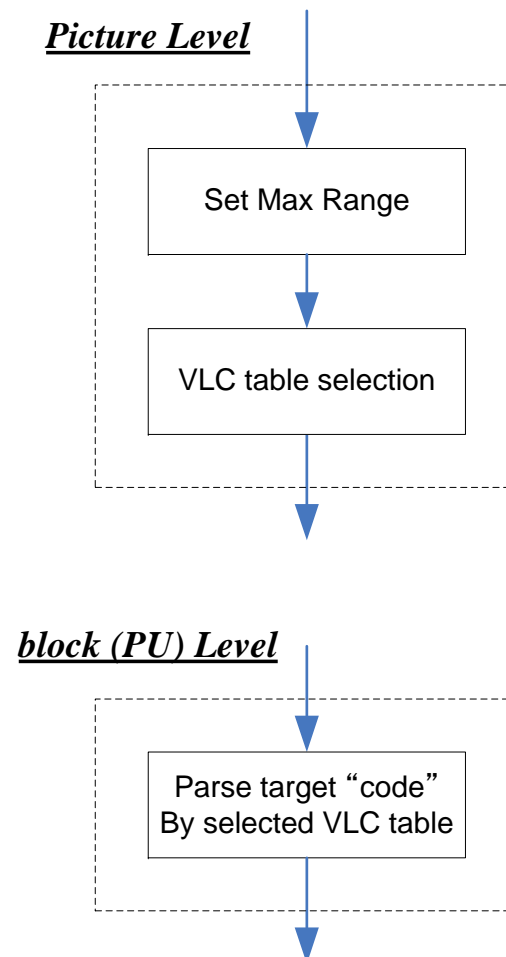 Picture Level
Set Max Range
VLC table selection
block (PU) Level
Parse target “code”
By selected VLC table